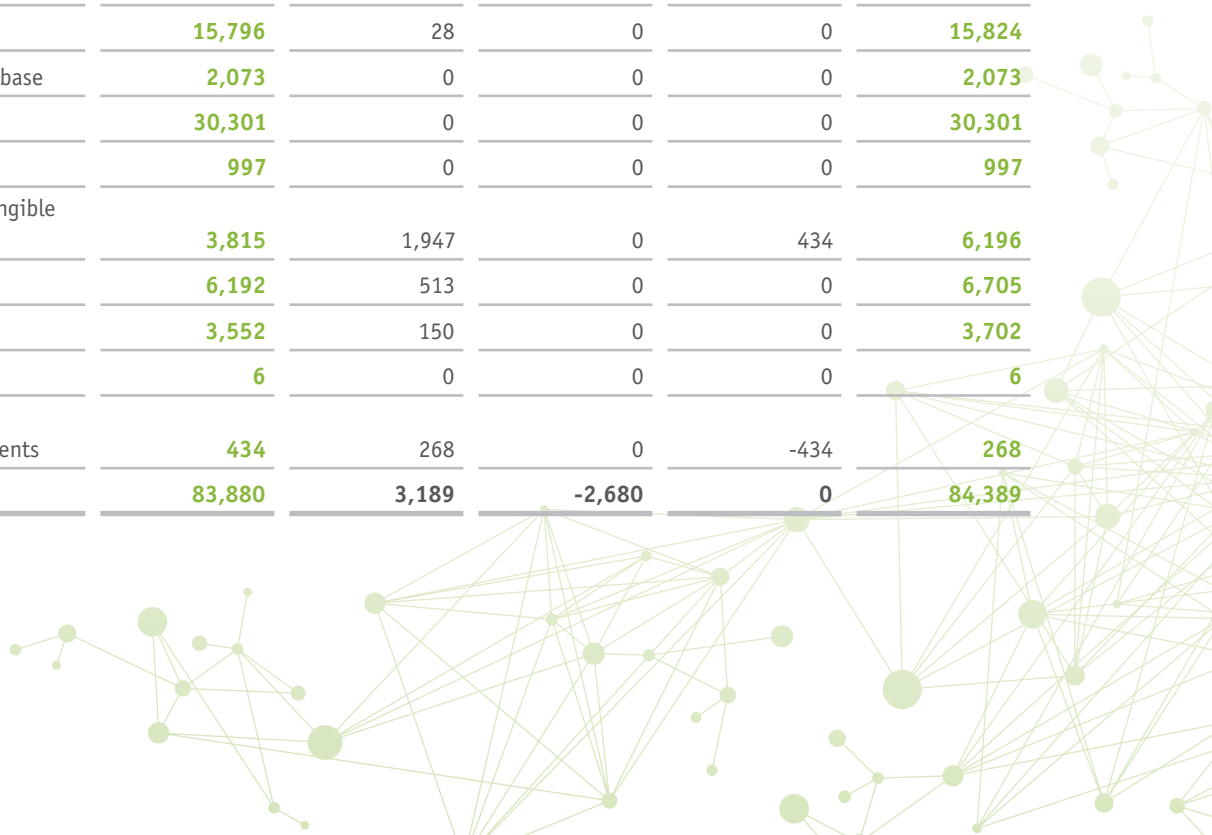 15,796 28 0 0 15,824
base 2,073 0 0 0 2,073
30,301 0 0 0 30,301
997 0 0 0 997
ngible
3,815 1,947 0 434 6,196
6,192 513 0 0 6,705
3,552 150 0 0 3,702
6 0 0 0 6
ents 434 268 0 -434 268
83,880 3,189 -2,680 0 84,389